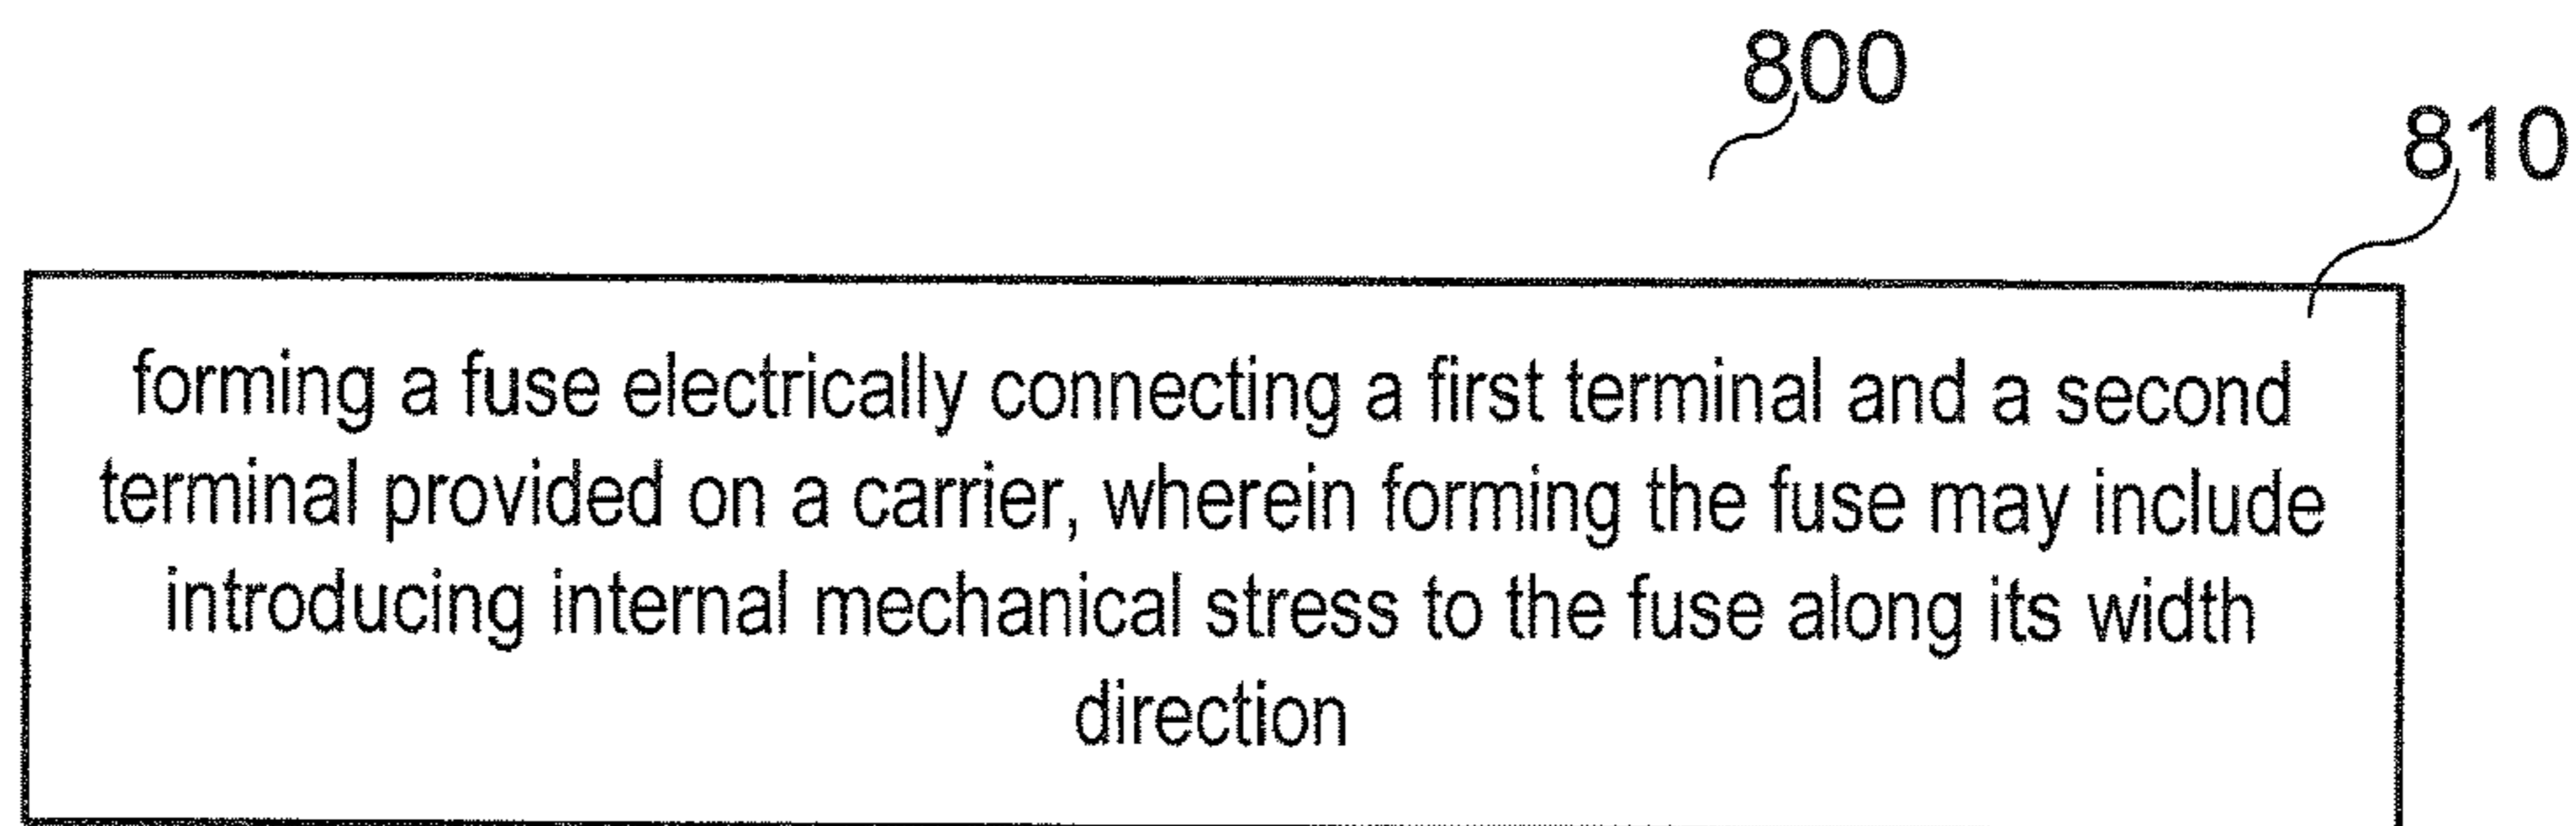 800
810
forming a fuse electrically connecting a first terminal and a second
terminal provided on a carrier, wherein forming the fuse may include
introducing internal mechanical stress to the fuse along its width
direction